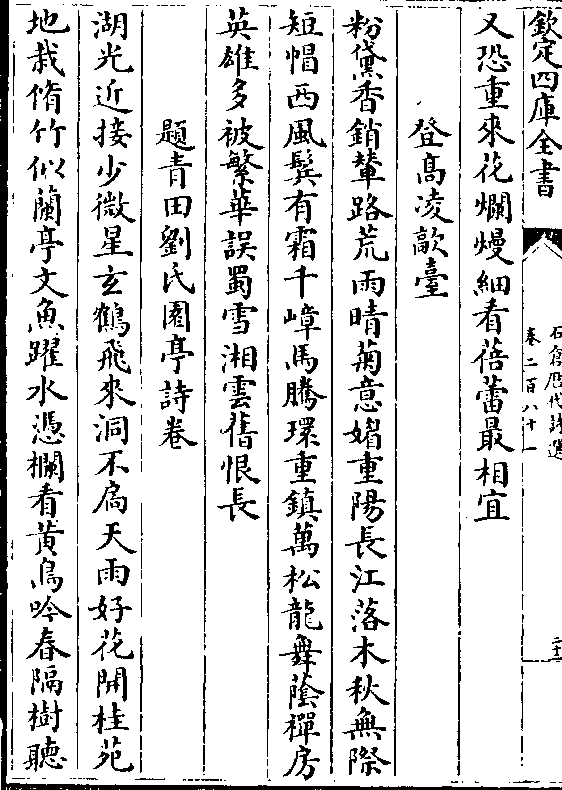 欽定四庫全書
石倉歷代詩選
卷二百八十一
又恐重來花爛熳細看蓓蕾最相宜
登高凌歊臺
粉黛香銷輦路荒雨晴菊意媚重陽長江落木秋無際
短帽西風鬢有霜千嶂馬騰環重鎮萬松龍舞蔭禪房
英雄多被繁華誤蜀雪湘雲舊恨長
題青田劉氏園亭詩卷
湖光近接少微星玄鶴飛來洞不扄天雨好花開桂苑
地栽脩竹似蘭亭文魚躍水憑欄看黄鳥吟春隔樹聽